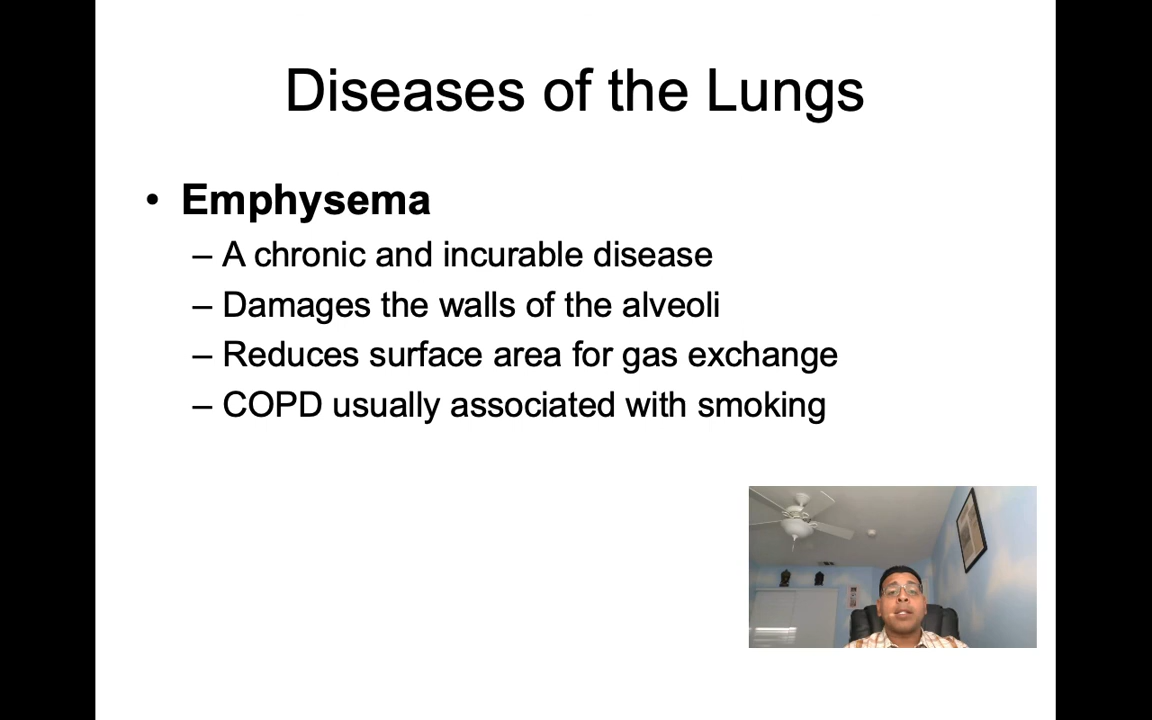 Diseases of the Lungs
• Emphysema
– A chronic and incurable disease
– Damages the walls of the alveoli
– Reduces surface area for gas exchange
– COPD usually associated with smoking